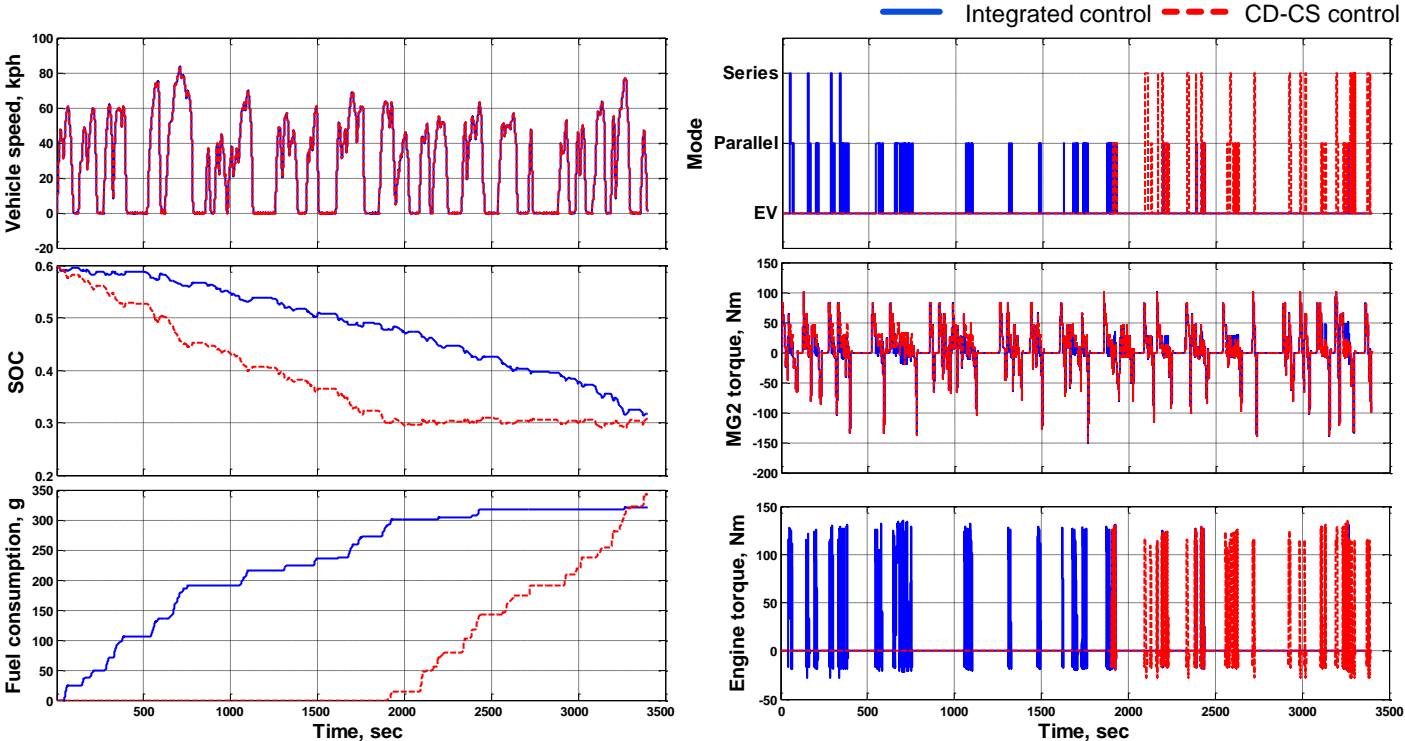 Integrated control CD-CS control
Vehicle speed, kph
100
80
60
40
20
0
-20
SOC
0.6
0.5
0.4
0.3
0.2
Fuel consumption, g
350
300
250
200
150
100
50
0
500 1000 1500 2000 2500 3000 3500
Time, sec
Mode
Series
Parallel
EV
MG2 torque, Nm
150
100
50
0
-50
-100
-150
-200
Engine torque, Nm
150
100
50
0
-50
0 500 1000 1500 2000 2500 3000 3500
Time, sec